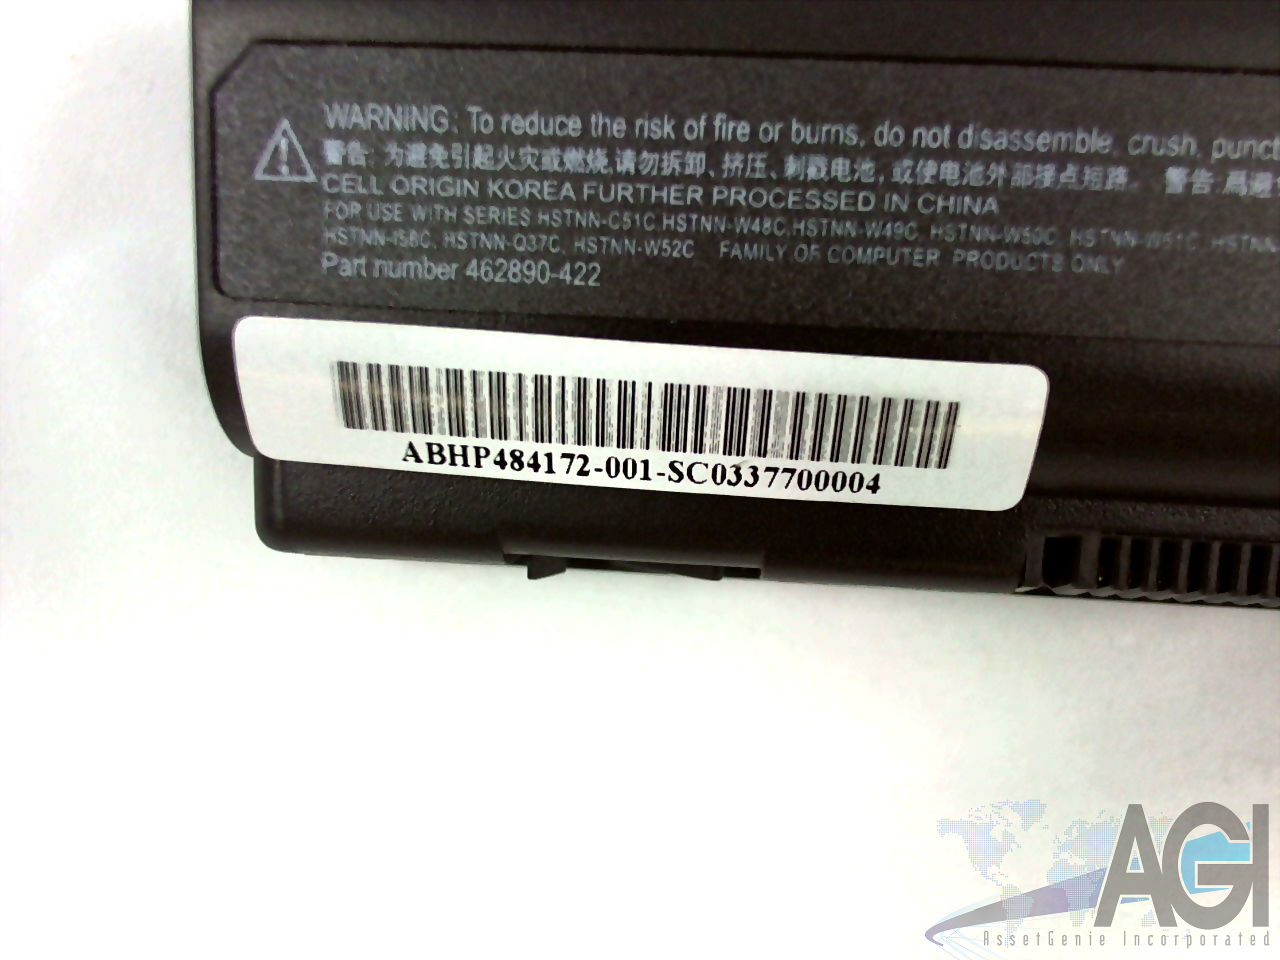 WARNING: To reduce the risk of fire or burns, do not disassemble, crush, punct
警告: 为避免引起火灾或燃烧,请勿拆卸、挤压、刺戳电池, 或使电池外部接点短路. 警告:
CELL ORIGIN KOREA FURTHER PROCESSED IN CHINA
FOR USE WITH SERIES HSTNN-C51C,HSTNN-W48C,HSTNN-W49C, HSTNN-W50C, HSTNN-W51C, HSTNN-
HSTNN-I58C, HSTNN-Q37C, HSTNN-W52C FAMILY OF COMPUTER PRODUCTS ONLY
Part number 462890-422
ABHP484172-001-SC0337700004
AGI
AssetGenie Incorporated